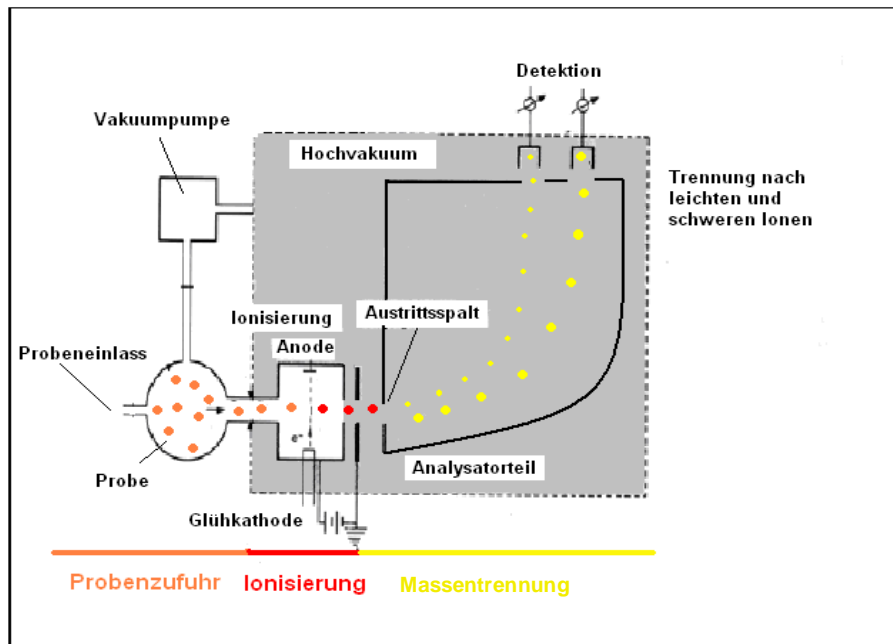 Detektion
Vakuumpumpe
Hochvakuum
Trennung nach
leichten und
schweren Ionen
Ionisierung
Austrittsspalt
Anode
Probeneinlass
e⁻
Analysatorteil
Probe
Glühkathode
Probenzufuhr
Ionisierung
Massentrennung